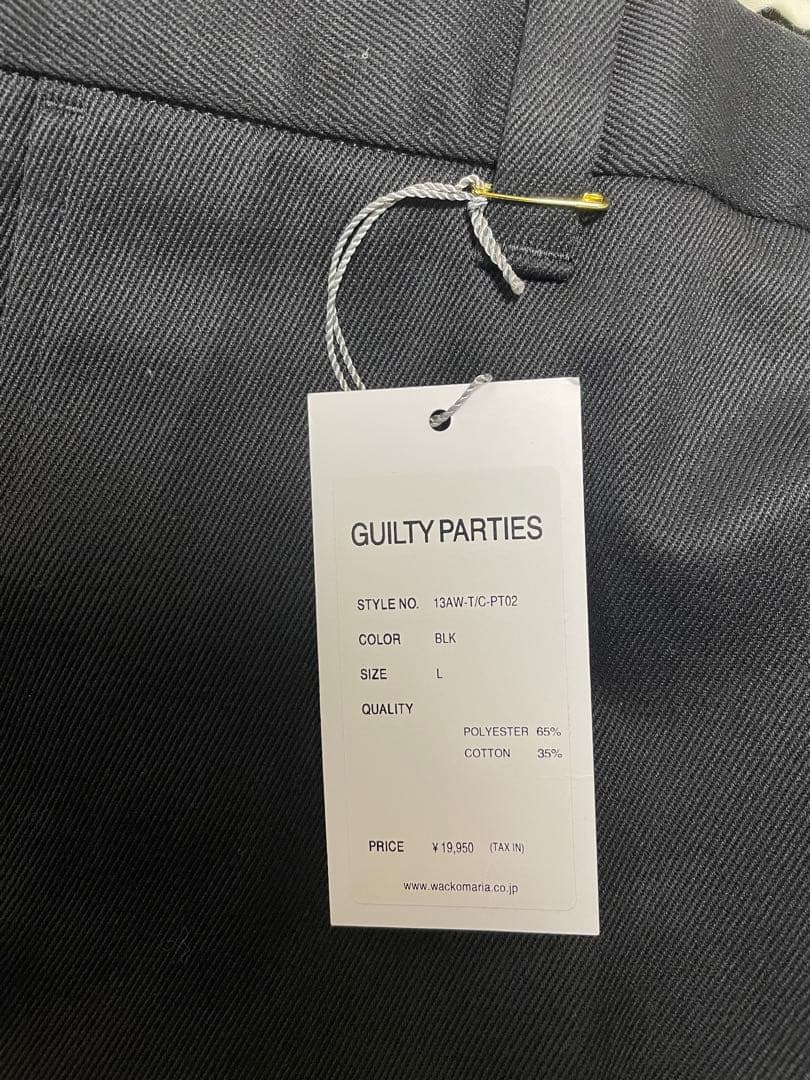 GUILTY PARTIES
STYLE NO. 13AW-T/C-PT02
COLOR BLK
SIZE L
QUALITY
POLYESTER 65%
COTTON 35%
PRICE ¥19,950 (TAX IN)
www.wackomaria.co.jp